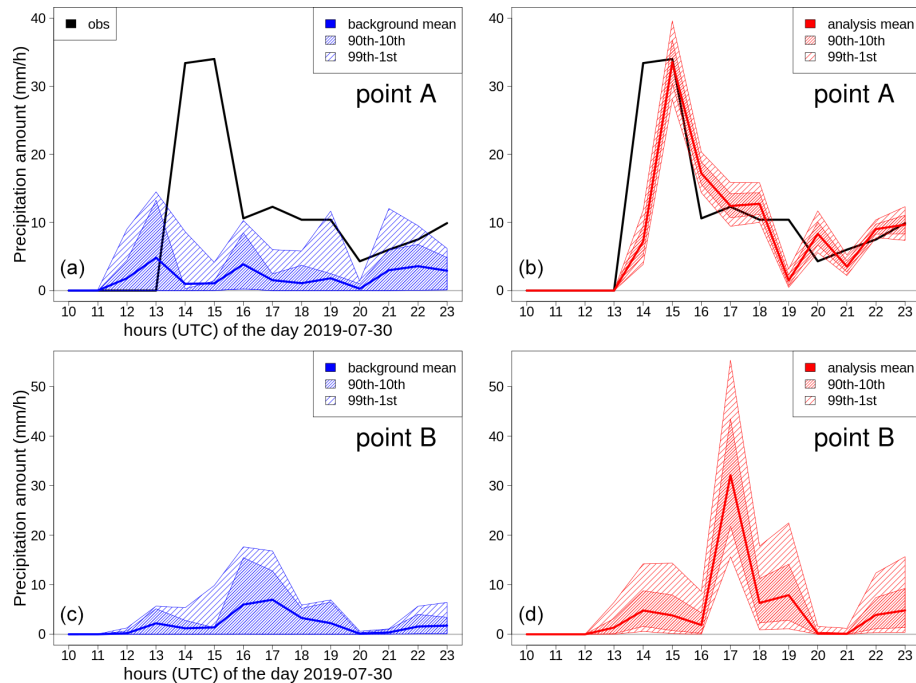 obs
background mean
90th-10th
99th-1st
point A
(a)
Precipitation amount (mm/h)
0
10
20
30
40
10 11 12 13 14 15 16 17 18 19 20 21 22 23
hours (UTC) of the day 2019-07-30
analysis mean
90th-10th
99th-1st
point A
(b)
0
10
20
30
40
10 11 12 13 14 15 16 17 18 19 20 21 22 23
background mean
90th-10th
99th-1st
point B
(c)
Precipitation amount (mm/h)
0
10
20
30
40
50
10 11 12 13 14 15 16 17 18 19 20 21 22 23
hours (UTC) of the day 2019-07-30
analysis mean
90th-10th
99th-1st
point B
(d)
0
10
20
30
40
50
10 11 12 13 14 15 16 17 18 19 20 21 22 23